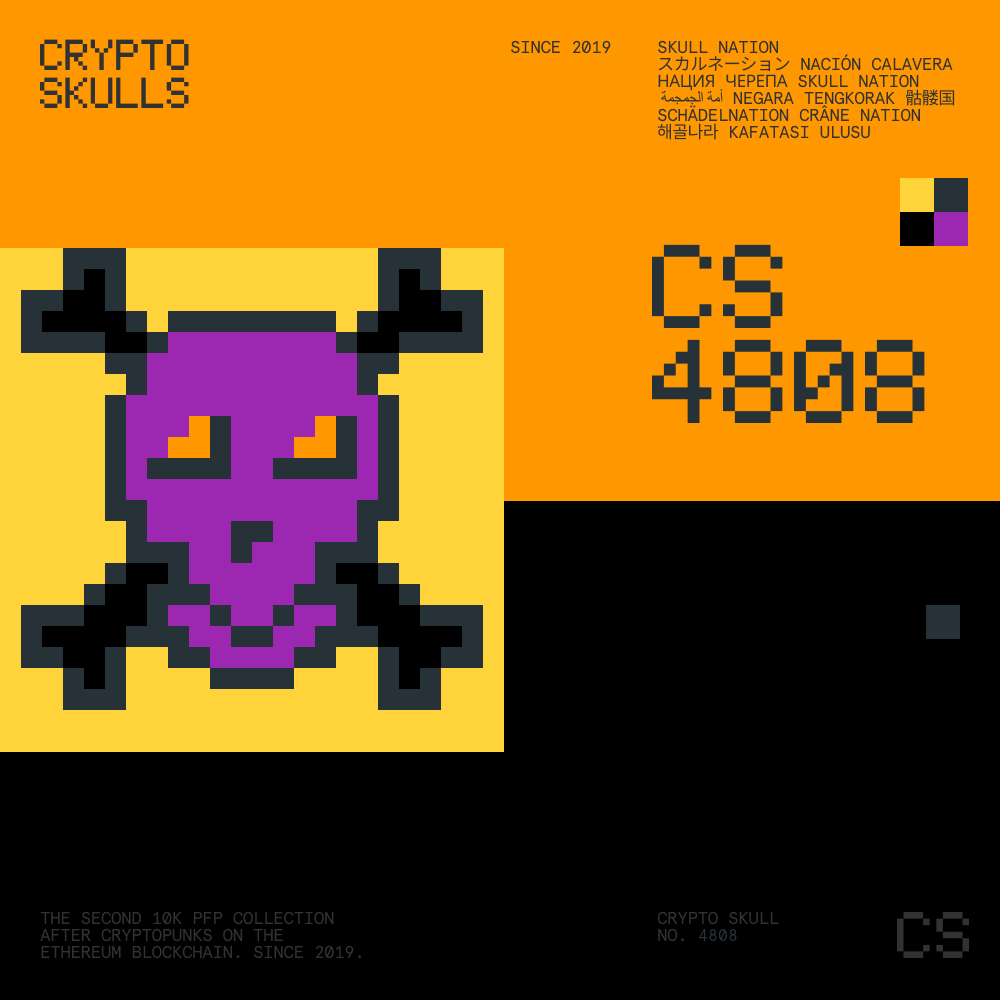 CRYPTO
SKULLS
SINCE 2019
SKULL NATION
スカルネーション NACIÓN CALAVERA
НАЦИЯ ЧЕРЕПА SKULL NATION
أمة الجمجمة NEGARA TENGKORAK 骷髅国
SCHÄDELNATION CRÂNE NATION
해골나라 KAFATASI ULUSU
CS
4808
THE SECOND 10K PFP COLLECTION
AFTER CRYPTOPUNKS ON THE
ETHEREUM BLOCKCHAIN. SINCE 2019.
CRYPTO SKULL
NO. 4808
CS